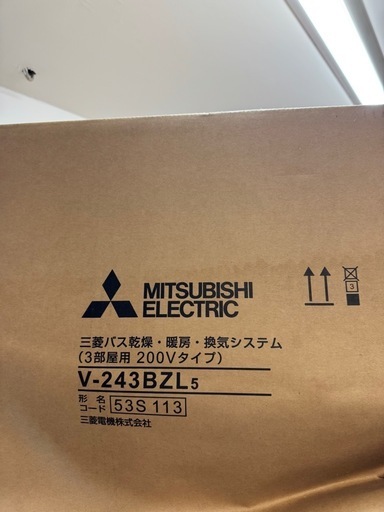 MITSUBISHI
ELECTRIC
3
三菱バス乾燥・暖房・換気システム
(3部屋用 200Vタイプ)
V-243BZL5
形名
コード 53S 113
三菱電機株式会社